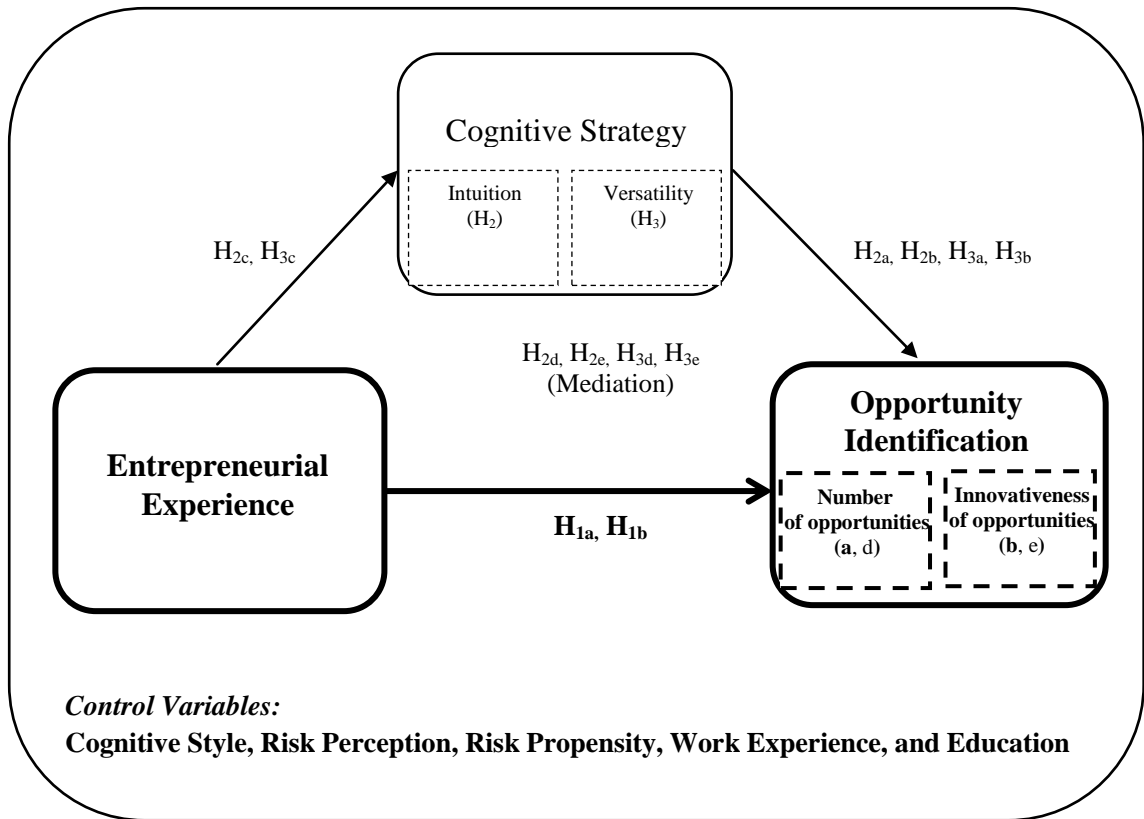 Cognitive Strategy
Intuition
(H₂)
Versatility
(H₃)
H₂c, H₃c
H₂a, H₂b, H₃a, H₃b
H₂d, H₂e, H₃d, H₃e
(Mediation)
Entrepreneurial
Experience
H₁a, H₁b
Opportunity
Identification
Number
of opportunities
(a, d)
Innovativeness
of opportunities
(b, e)
Control Variables:
Cognitive Style, Risk Perception, Risk Propensity, Work Experience, and Education